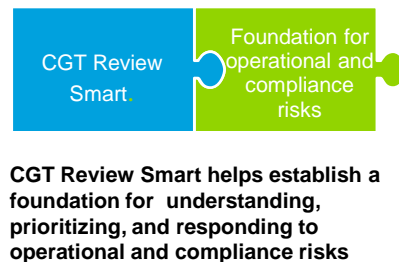 CGT Review
Smart.
Foundation for
operational and
compliance
risks
CGT Review Smart helps establish a
foundation for understanding,
prioritizing, and responding to
operational and compliance risks